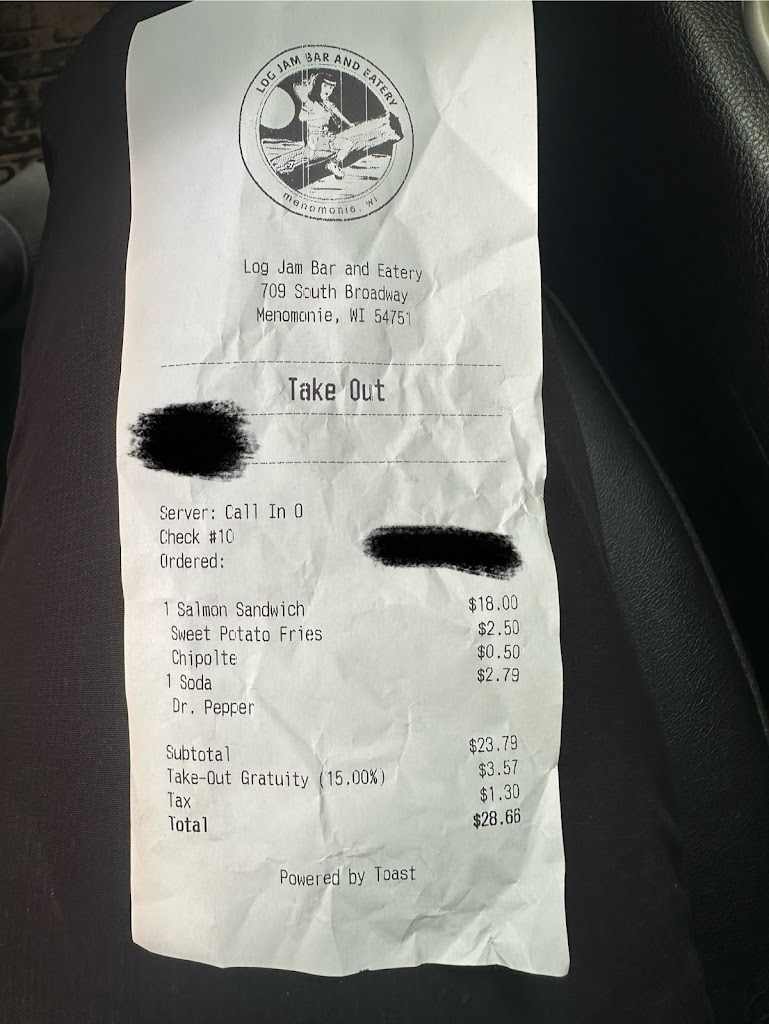 LOG JAM BAR AND EATERY
menomonie, wi
Log Jam Bar and Eatery
709 South Broadway
Menomonie, WI 54751
Take Out
Server: Call In O
Check #10
Ordered:
1 Salmon Sandwich $18.00
Sweet Potato Fries $2.50
Chipolte $0.50
1 Soda $2.79
Dr. Pepper
Subtotal $23.79
Take-Out Gratuity (15.00%) $3.57
Tax $1.30
Total $28.66
Powered by Toast